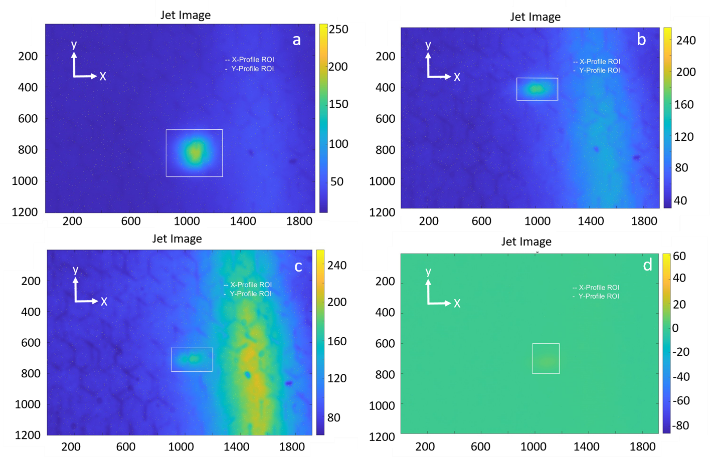 Jet Image
a
y
X
-- X-Profile ROI
- Y-Profile ROI
200
400
600
800
1000
1200
200
600
1000
1400
1800
250
200
150
100
50
Jet Image
b
y
X
-- X-Profile ROI
- Y-Profile ROI
200
400
600
800
1000
1200
200
600
1000
1400
1800
240
200
160
120
80
40
Jet Image
c
y
X
-- X-Profile ROI
- Y-Profile ROI
200
400
600
800
1000
1200
200
600
1000
1400
1800
240
200
160
120
80
Jet Image
d
y
X
-- X-Profile ROI
- Y-Profile ROI
200
400
600
800
1000
1200
200
600
1000
1400
1800
60
40
20
0
-20
-40
-60
-80